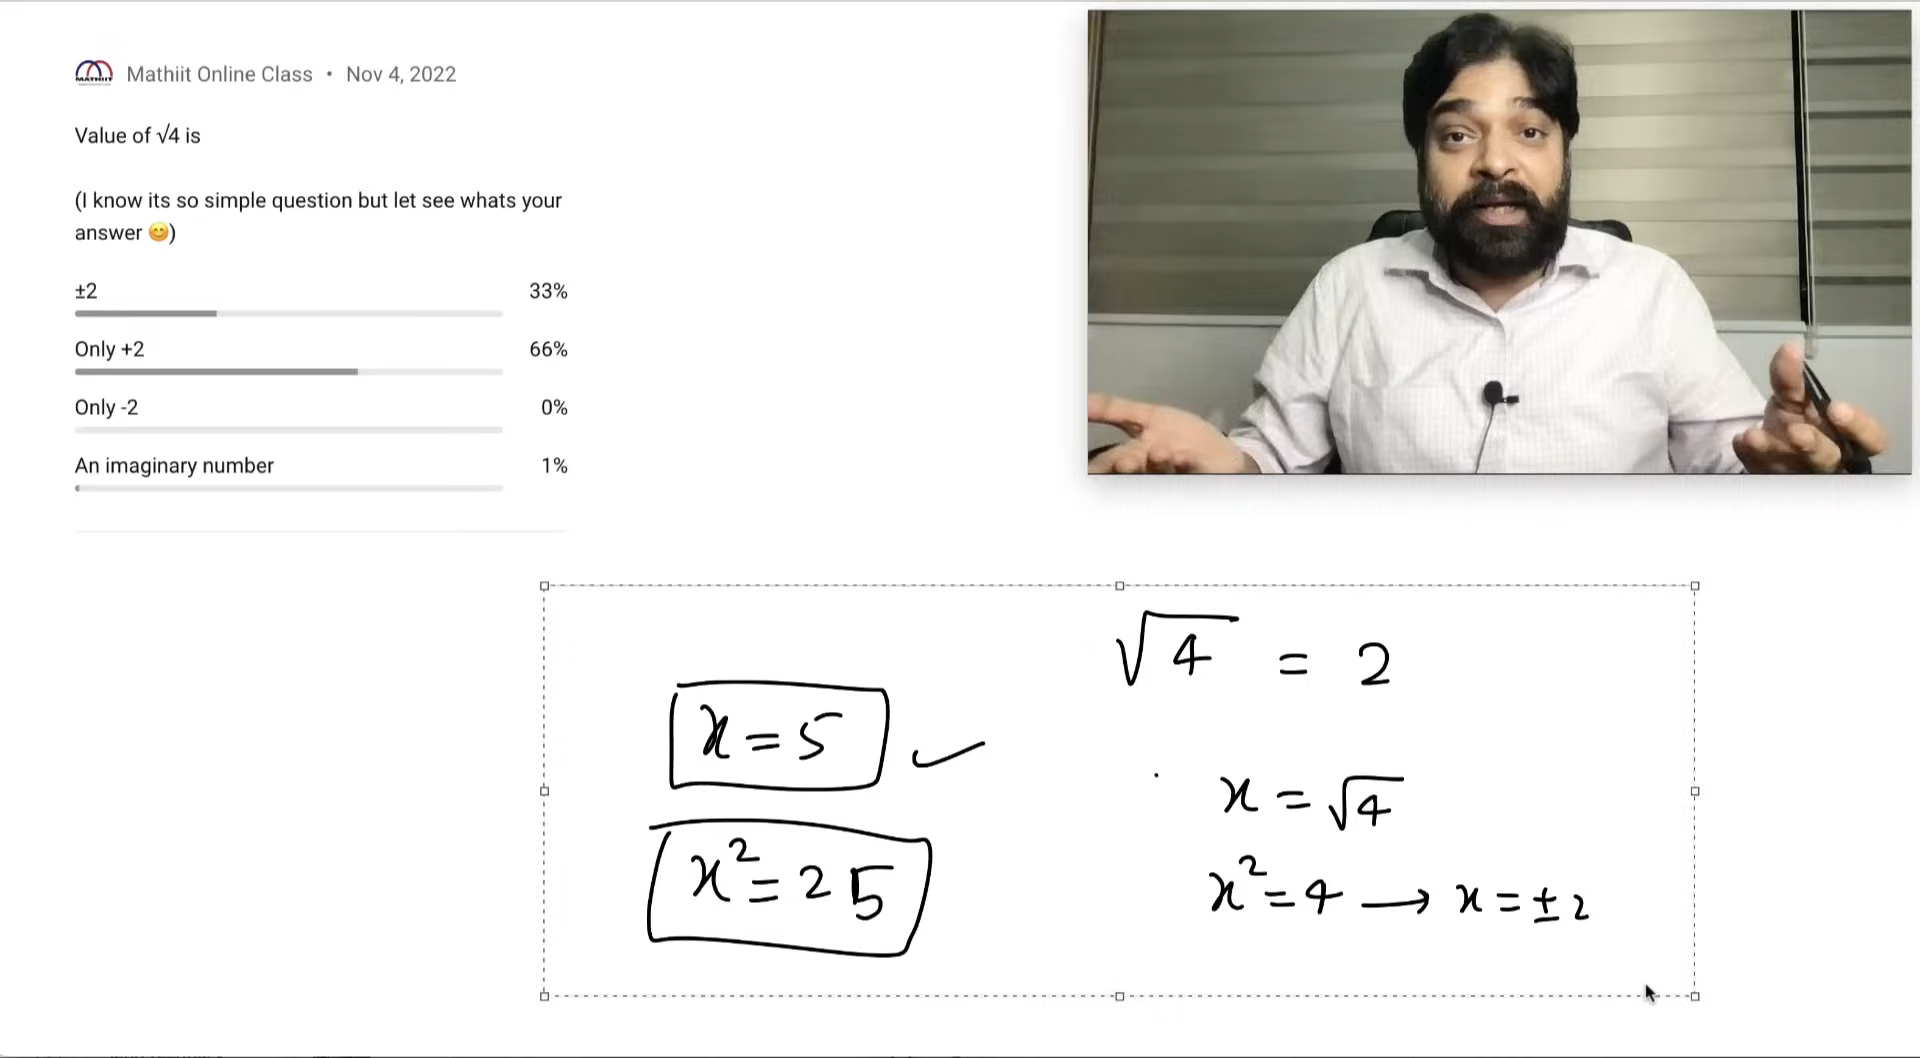 MATHIIT
Mathiit Online Class • Nov 4, 2022
Value of √4 is
(I know its so simple question but let see whats your
answer 😊)
±2 33%
Only +2 66%
Only -2 0%
An imaginary number 1%
√4 = 2
x = 5
x² = 25
x = √4
x² = 4 → x = ±2